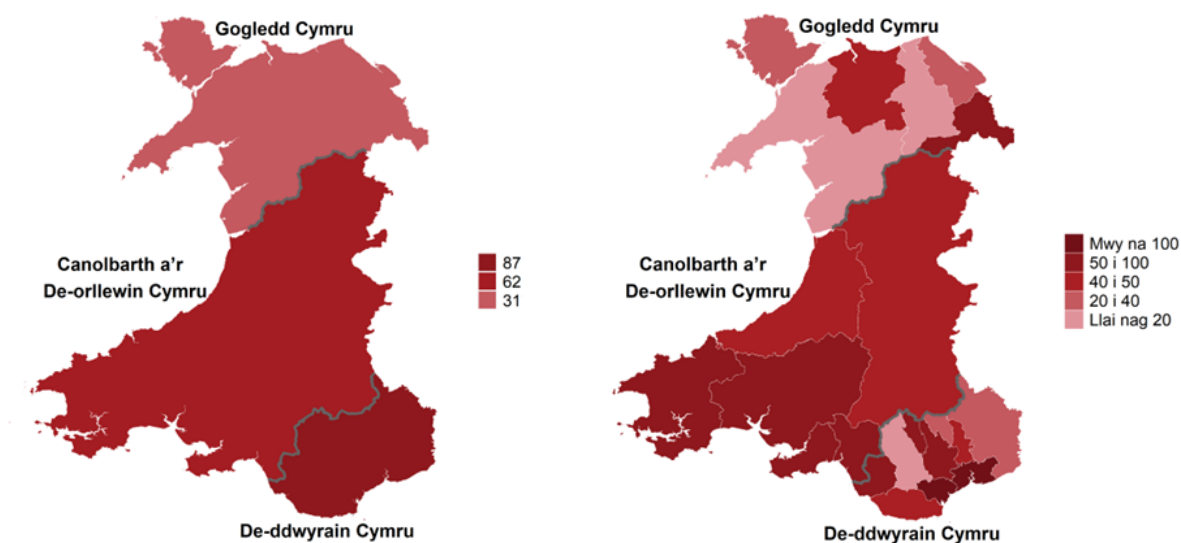 Gogledd Cymru
Canolbarth a'r
De-orllewin Cymru
De-ddwyrain Cymru
87
62
31
Gogledd Cymru
Canolbarth a'r
De-orllewin Cymru
De-ddwyrain Cymru
Mwy na 100
50 i 100
40 i 50
20 i 40
Llai nag 20